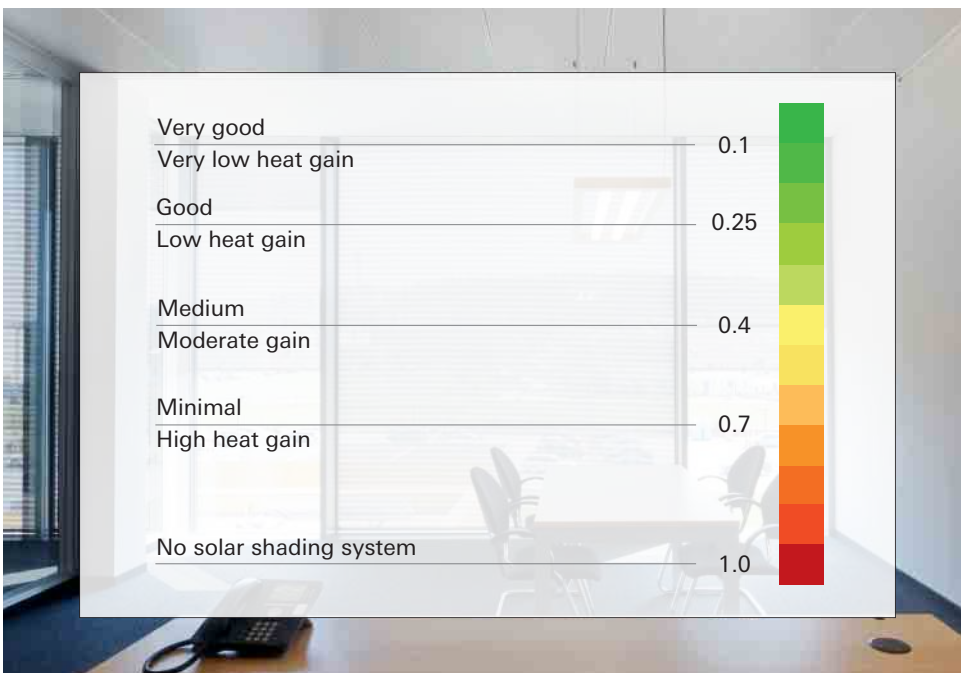 Very good
0.1
Very low heat gain
Good
0.25
Low heat gain
Medium
0.4
Moderate gain
Minimal
0.7
High heat gain
No solar shading system
1.0